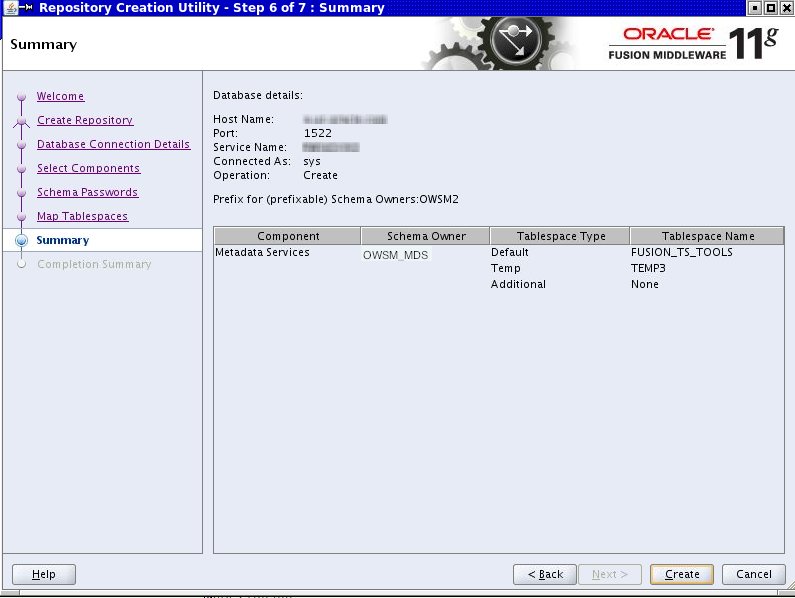 Repository Creation Utility - Step 6 of 7 : Summary
Summary
ORACLE
FUSION MIDDLEWARE 11g
Welcome
Create Repository
Database Connection Details
Select Components
Schema Passwords
Map Tablespaces
Summary
Completion Summary
Database details:
Host Name:
Port: 1522
Service Name:
Connected As: sys
Operation: Create
Prefix for (prefixable) Schema Owners:OWSM2
Component Schema Owner Tablespace Type Tablespace Name
Metadata Services OWSM_MDS Default FUSION_TS_TOOLS
Temp TEMP3
Additional None
Help < Back Next > Create Cancel